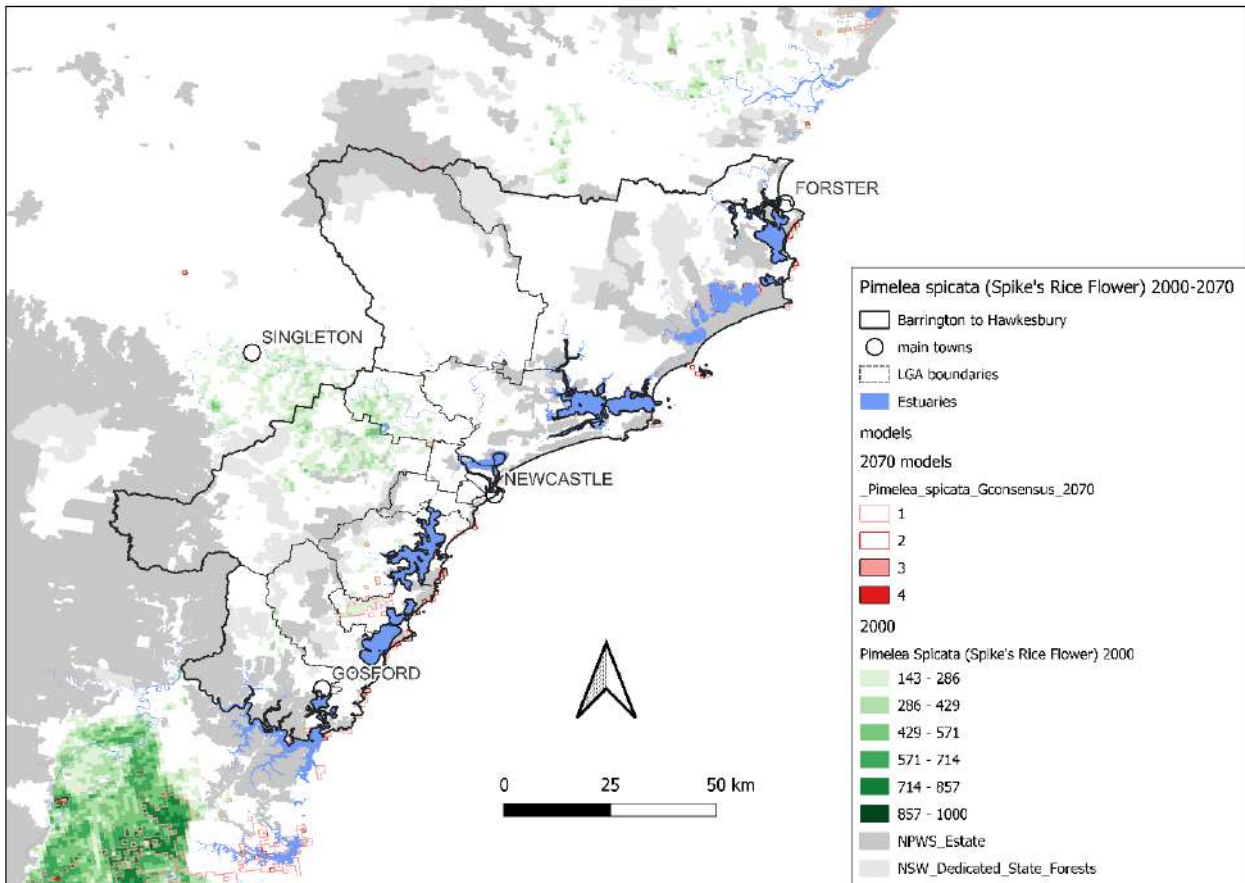 FORSTER
SINGLETON
NEWCASTLE
GOSFORD
0 25 50 km
Pimelea spicata (Spike's Rice Flower) 2000-2070
Barrington to Hawkesbury
main towns
LGA boundaries
Estuaries
models
2070 models
_Pimelea_spicata_Gconsensus_2070
1
2
3
4
2000
Pimelea Spicata (Spike's Rice Flower) 2000
143 - 286
286 - 429
429 - 571
571 - 714
714 - 857
857 - 1000
NPWS_Estate
NSW_Dedicated_State_Forests